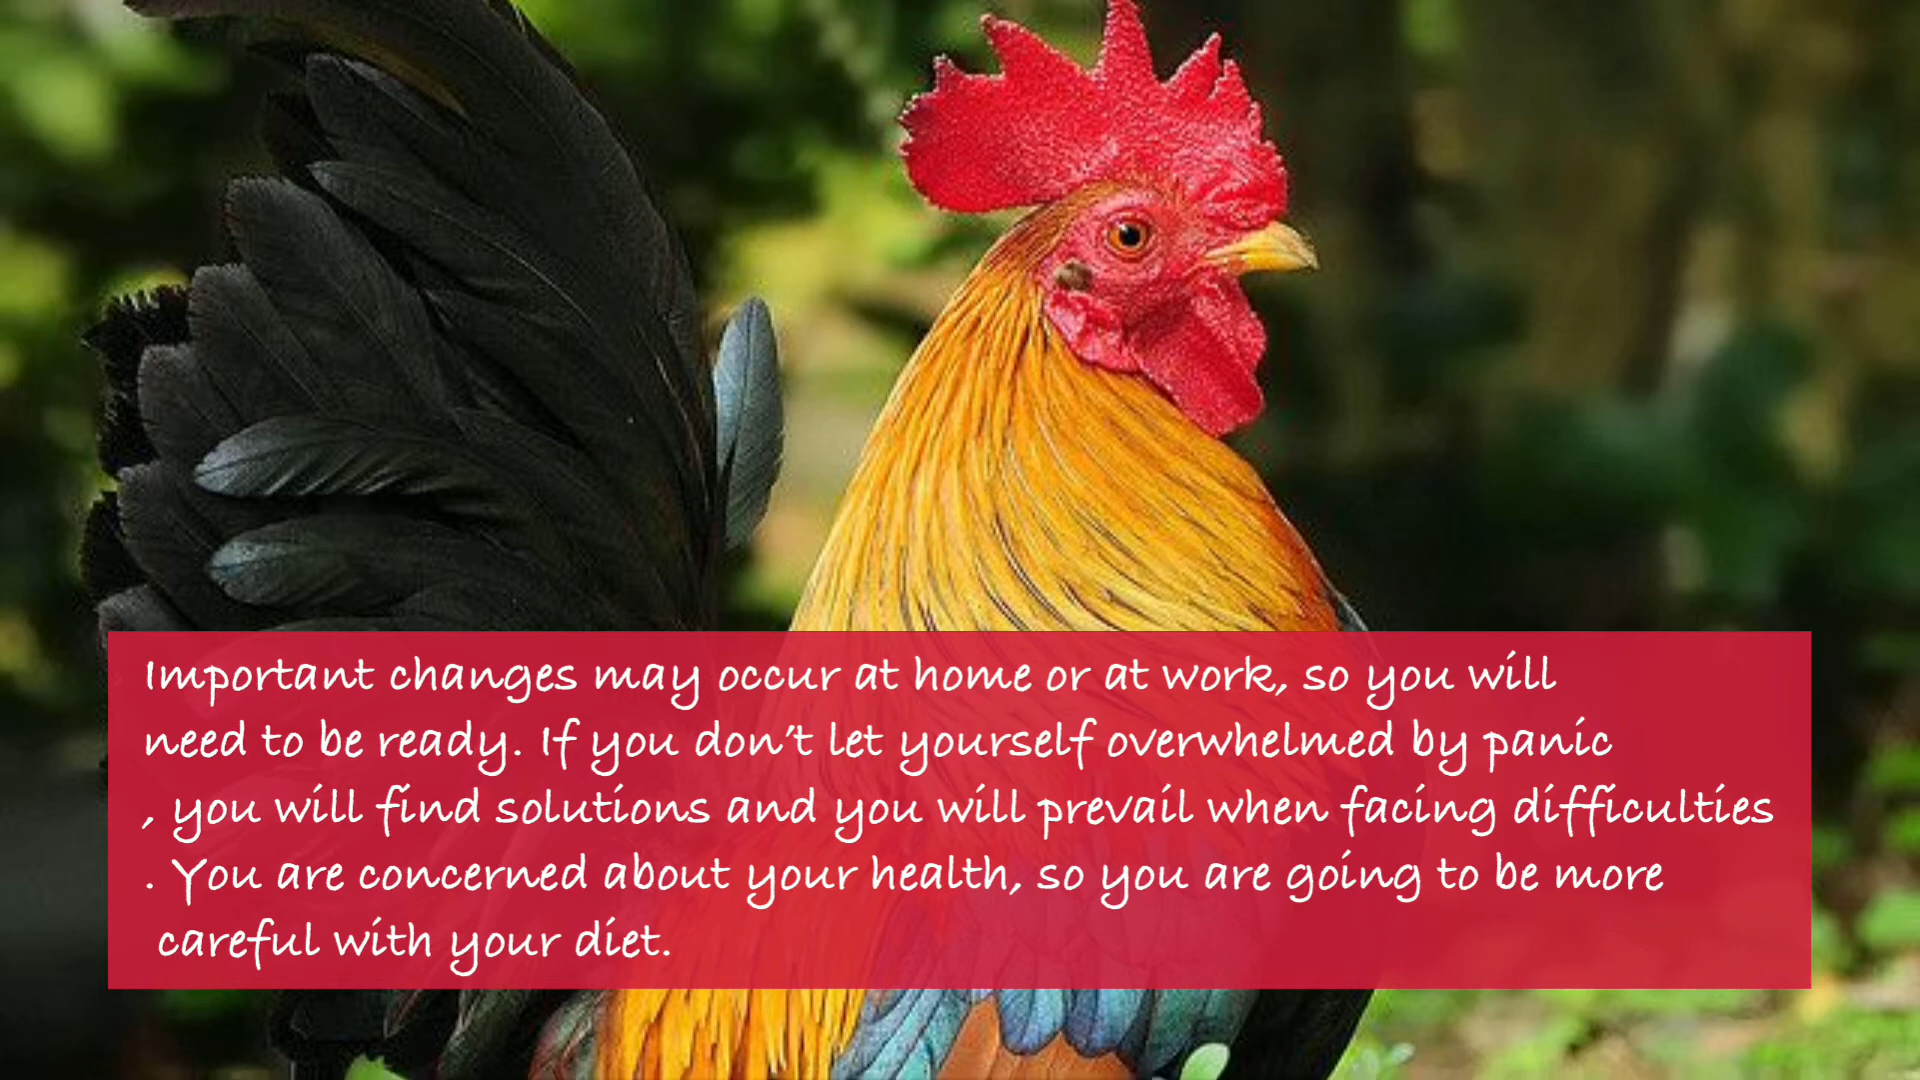 Important changes may occur at home or at work, so you will
need to be ready. If you don't let yourself overwhelmed by panic
, you will find solutions and you will prevail when facing difficulties
. You are concerned about your health, so you are going to be more
careful with your diet.